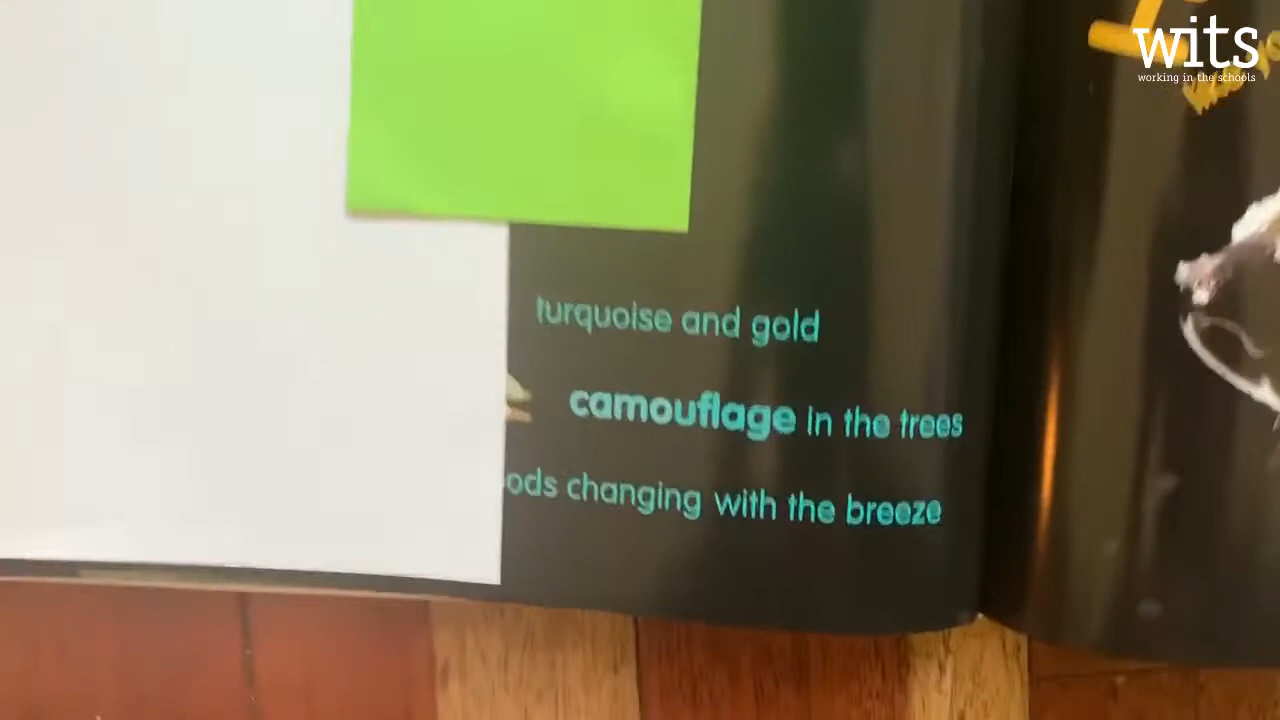 wits
working in the schools
turquoise and gold
camouflage in the trees
ods changing with the breeze